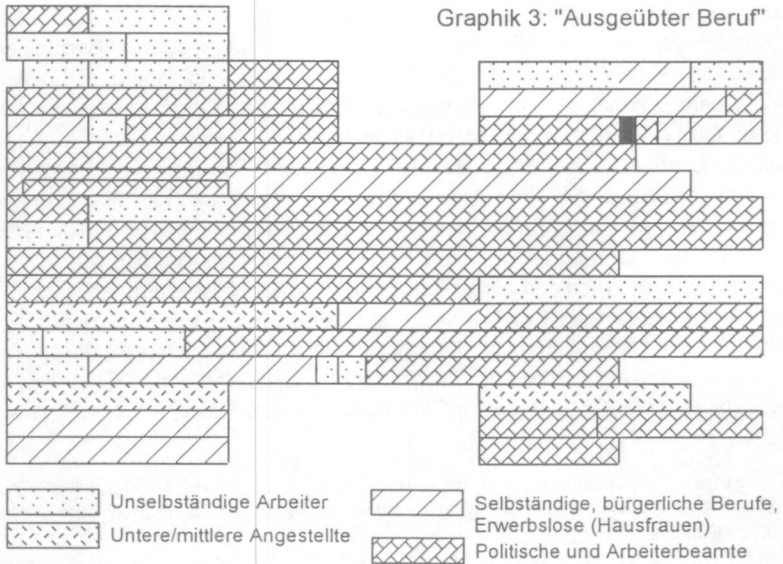 Graphik 3: "Ausgeübter Beruf"
Unselbständige Arbeiter
Untere/mittlere Angestellte
Selbständige, bürgerliche Berufe,
Erwerbslose (Hausfrauen)
Politische und Arbeiterbeamte